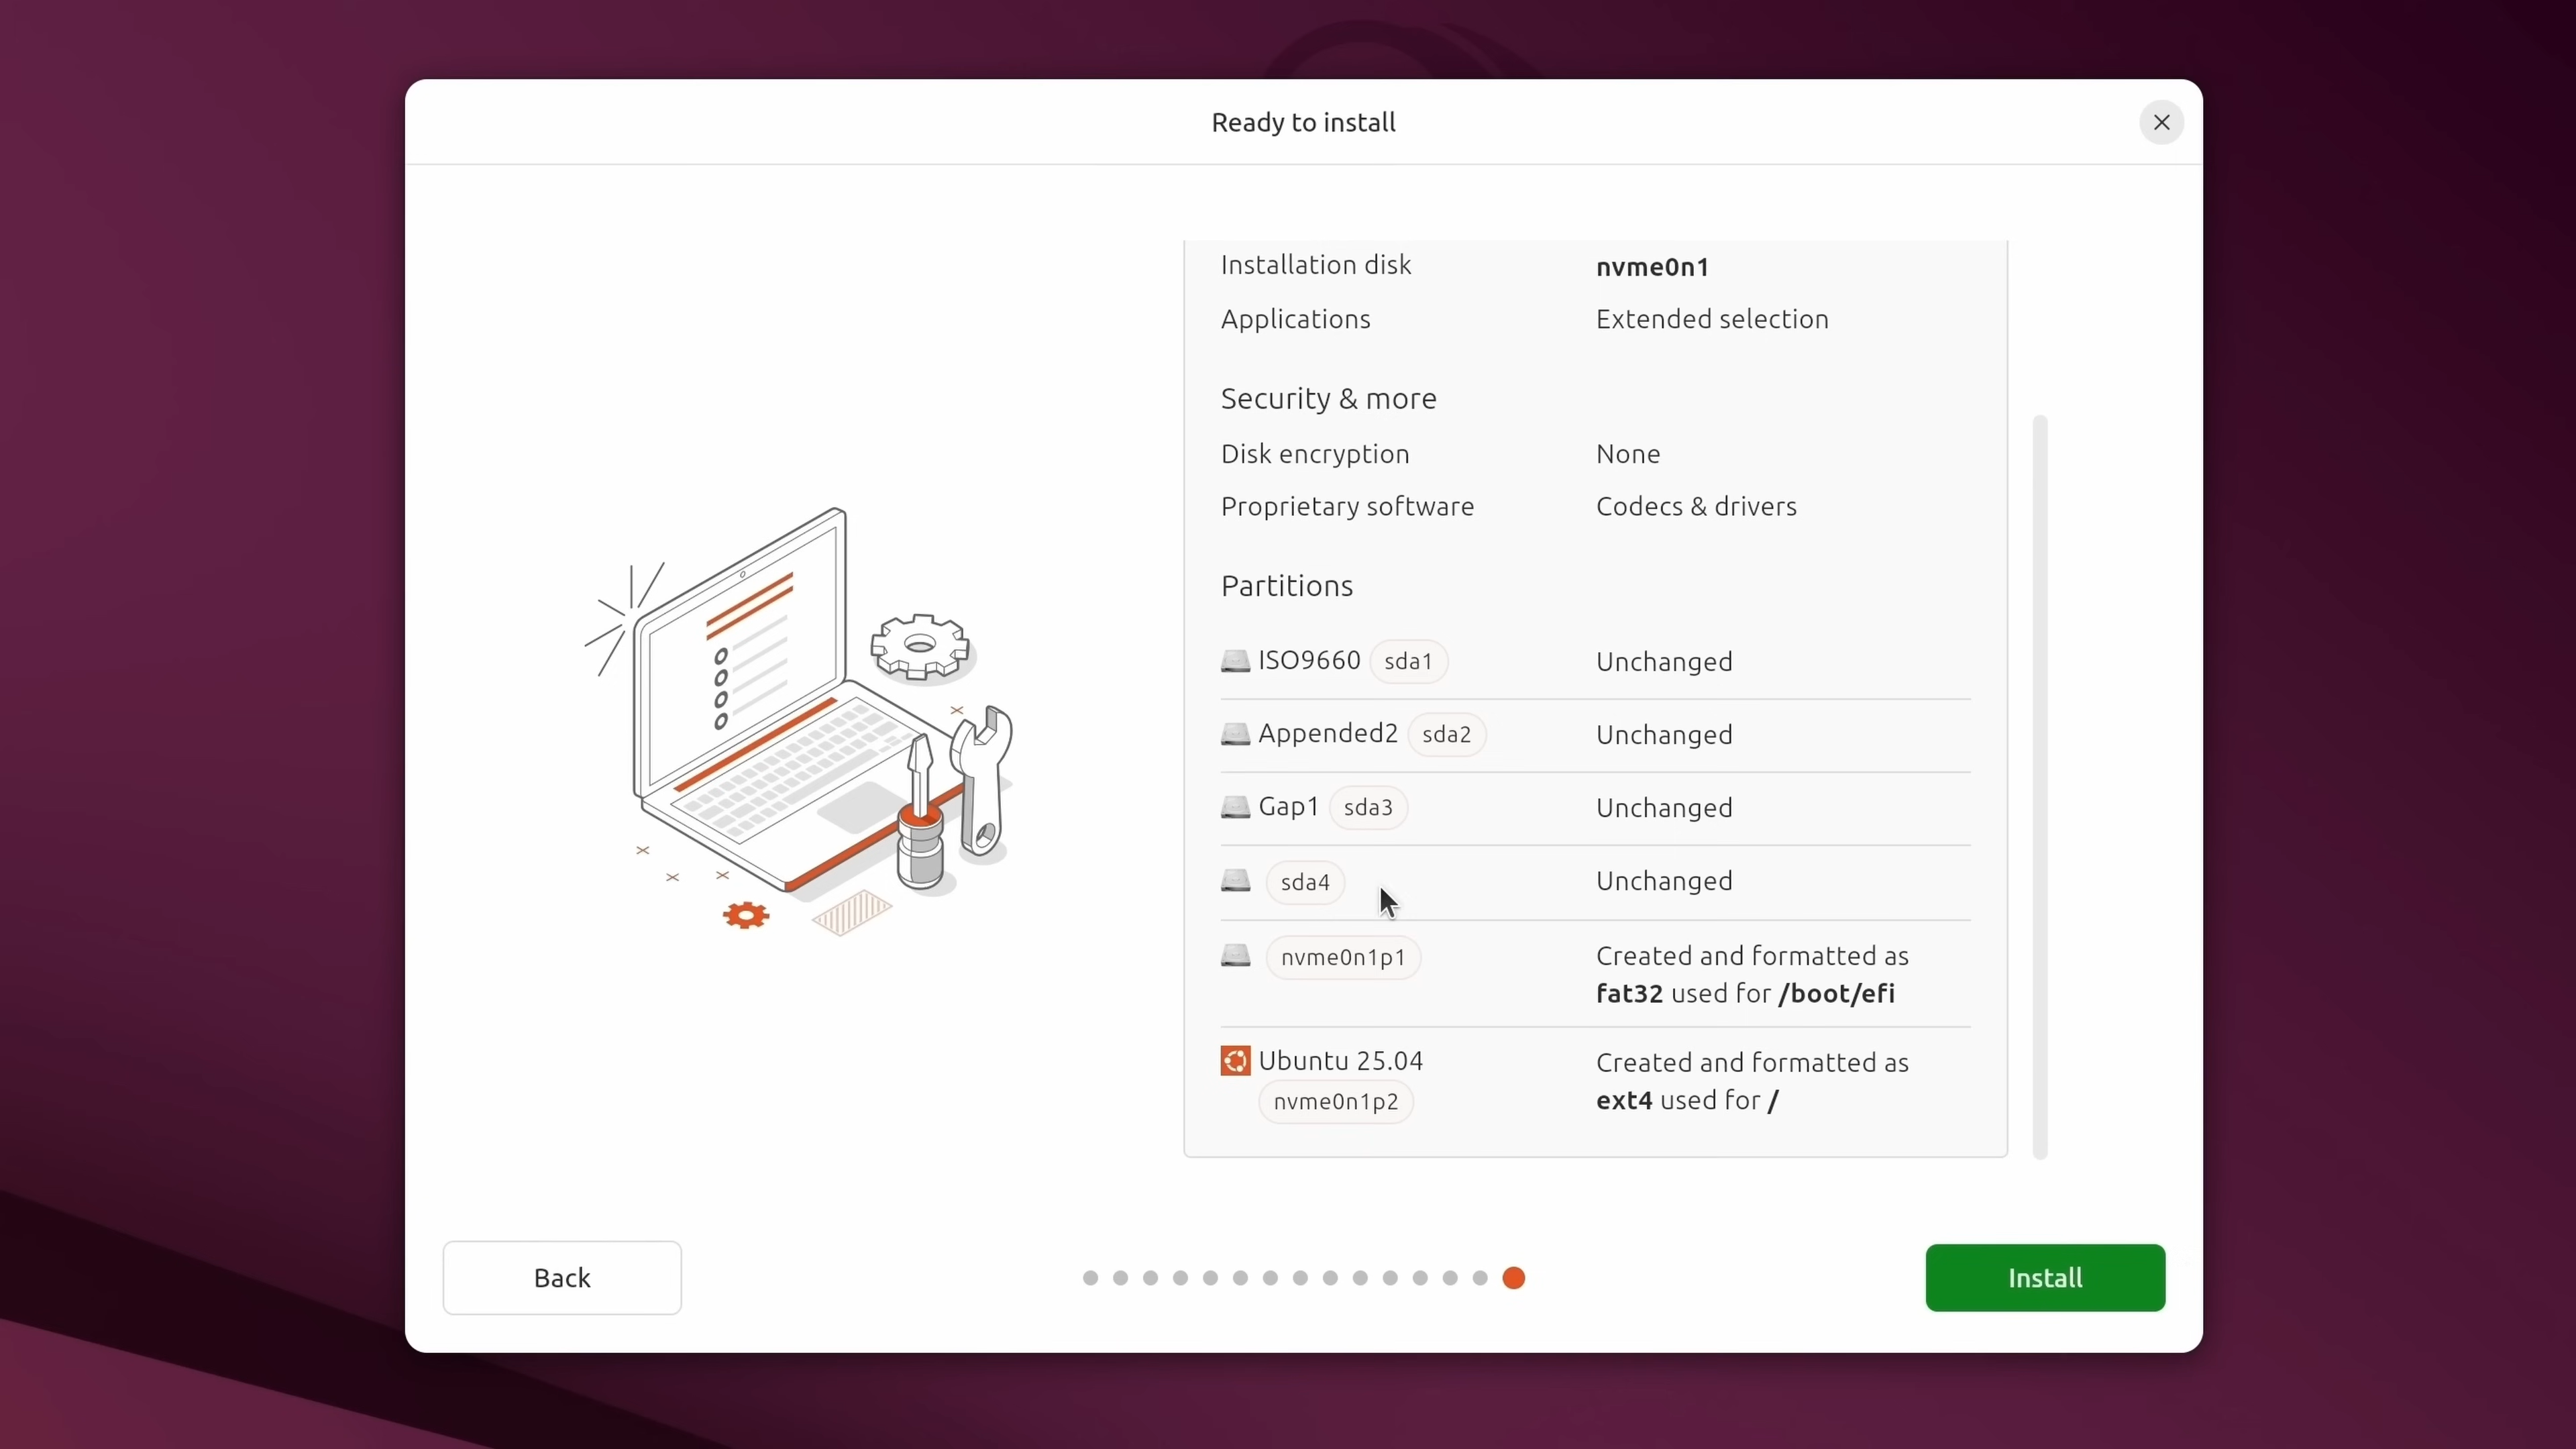 Ready to install
Installation disk nvme0n1
Applications Extended selection
Security & more
Disk encryption None
Proprietary software Codecs & drivers
Partitions
ISO9660 sda1 Unchanged
Appended2 sda2 Unchanged
Gap1 sda3 Unchanged
sda4 Unchanged
nvme0n1p1 Created and formatted as
fat32 used for /boot/efi
Ubuntu 25.04 Created and formatted as
nvme0n1p2 ext4 used for /
Back
Install